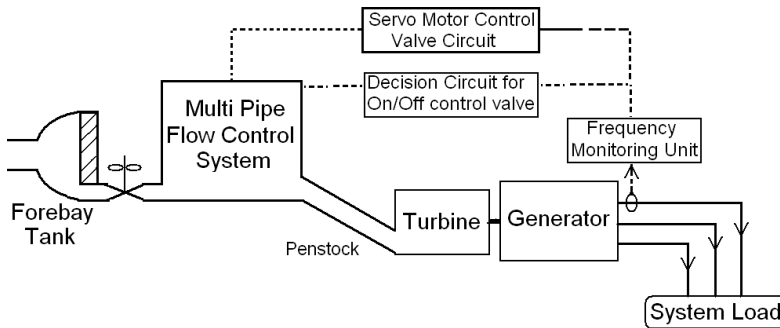 Servo Motor Control
Valve Circuit
Decision Circuit for
On/Off control valve
Multi Pipe
Flow Control
System
Frequency
Monitoring Unit
Forebay
Tank
Turbine
Generator
Penstock
System Load